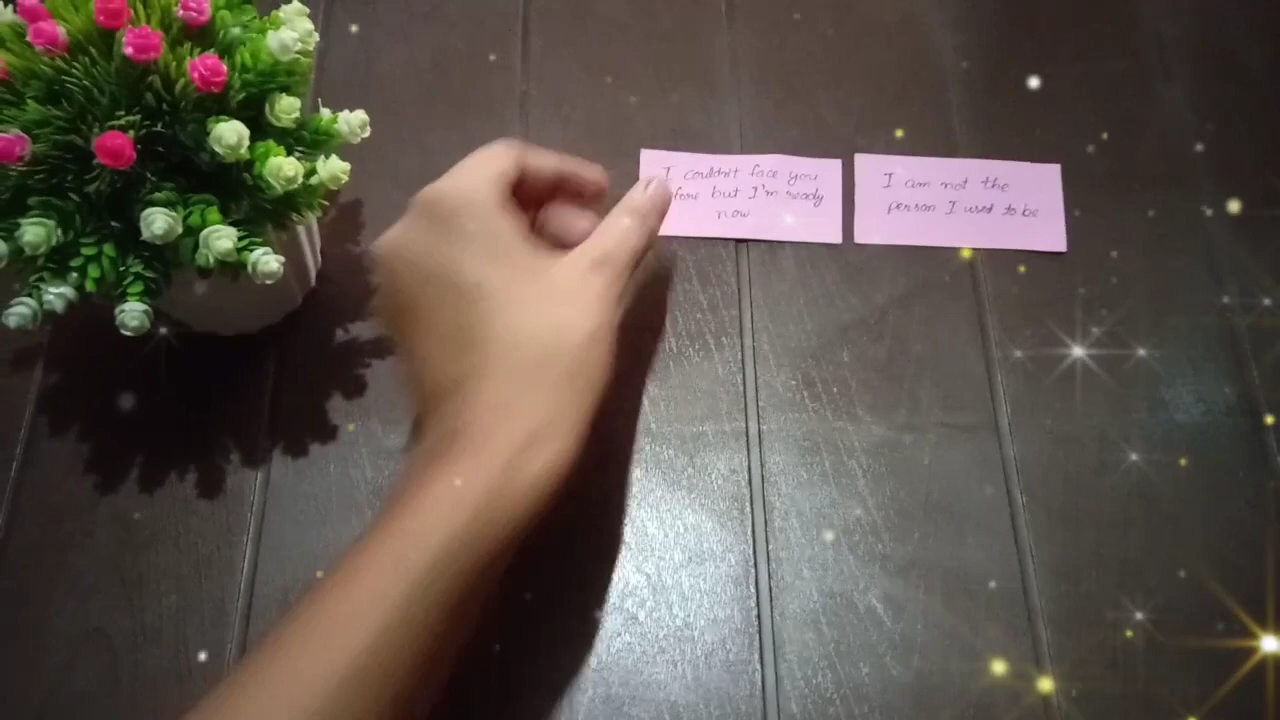 I couldn't face you
fore but I'm ready
now
I am not the
person I used to be